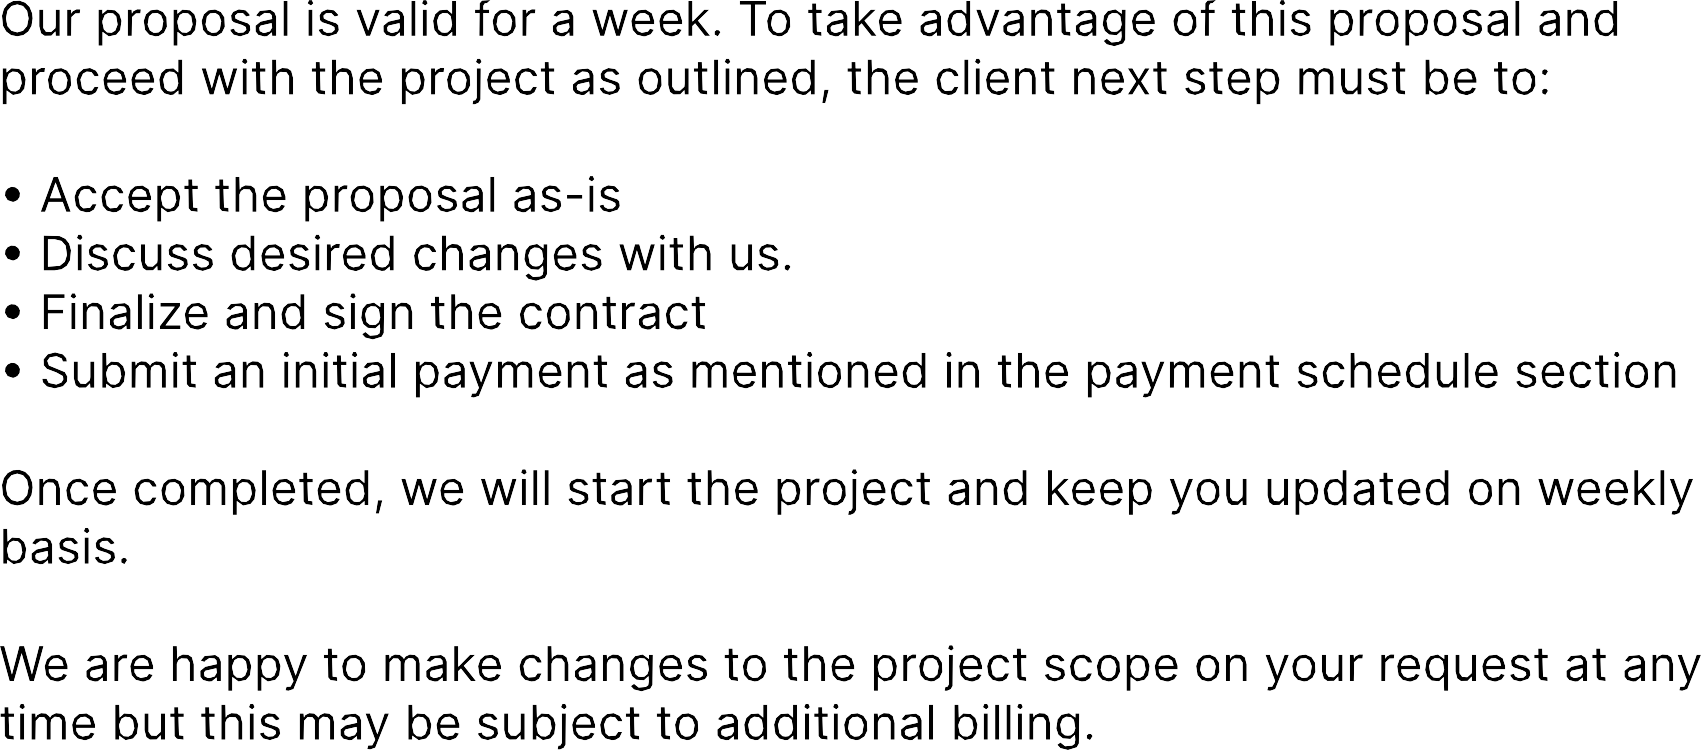 Our proposal is valid for a week. To take advantage of this proposal and
proceed with the project as outlined, the client next step must be to:
• Accept the proposal as-is
• Discuss desired changes with us.
• Finalize and sign the contract
• Submit an initial payment as mentioned in the payment schedule section
Once completed, we will start the project and keep you updated on weekly
basis.
We are happy to make changes to the project scope on your request at any
time but this may be subject to additional billing.